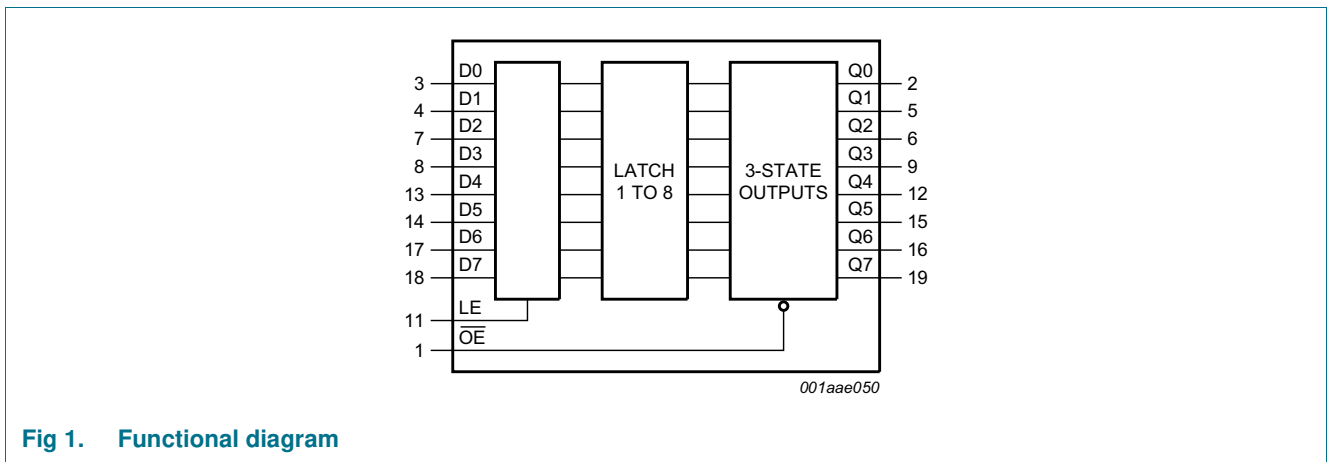 D0 Q0
3 2
D1 Q1
4 5
D2 Q2
7 6
D3 Q3
8 9
LATCH 3-STATE
D4 Q4
1 TO 8 OUTPUTS
13 12
D5 Q5
14 15
D6 Q6
17 16
D7 Q7
18 19
LE
11
O̅E̅
1
001aae050
Fig 1. Functional diagram